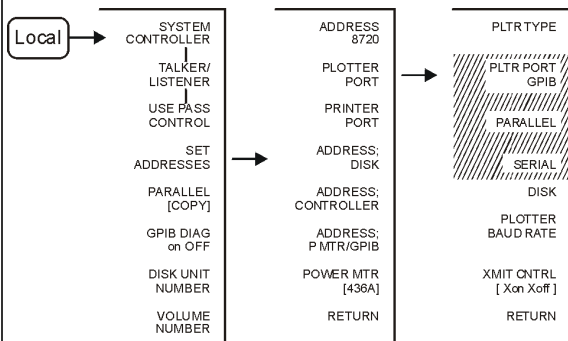 Local
SYSTEM
CONTROLLER
TALKER/
LISTENER
USE PASS
CONTROL
SET
ADDRESSES
PARALLEL
[COPY]
GPIB DIAG
on OFF
DISK UNIT
NUMBER
VOLUME
NUMBER
ADDRESS
8720
PLOTTER
PORT
PRINTER
PORT
ADDRESS;
DISK
ADDRESS;
CONTROLLER
ADDRESS;
P MTR/GPIB
POWER MTR
[436A]
RETURN
PLTR TYPE
PLTR PORT
GPIB
PARALLEL
SERIAL
DISK
PLOTTER
BAUD RATE
XMIT CNTRL
[ Xon Xoff ]
RETURN